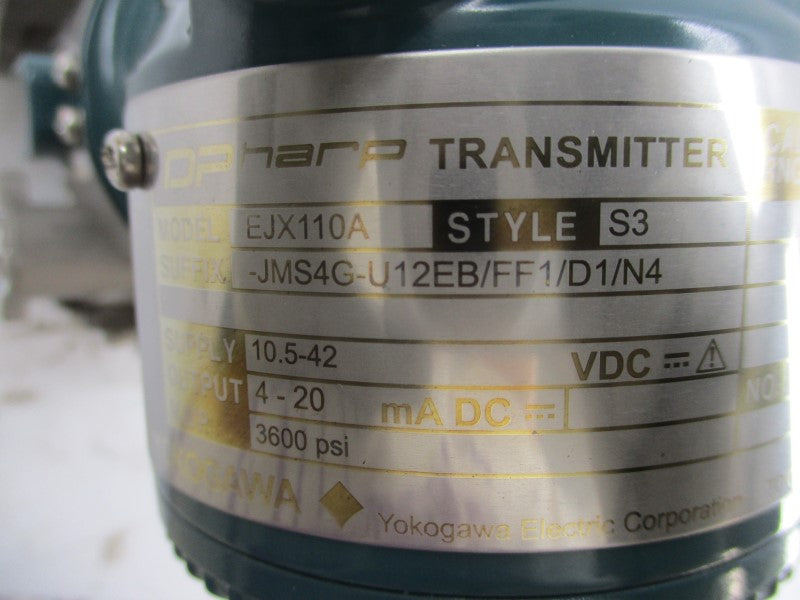 DPharp TRANSMITTER
MODEL EJX110A STYLE S3
SUFFIX -JMS4G-U12EB/FF1/D1/N4
SUPPLY 10.5-42 VDC
OUTPUT 4 - 20 mA DC
3600 psi
YOKOGAWA Yokogawa Electric Corporation